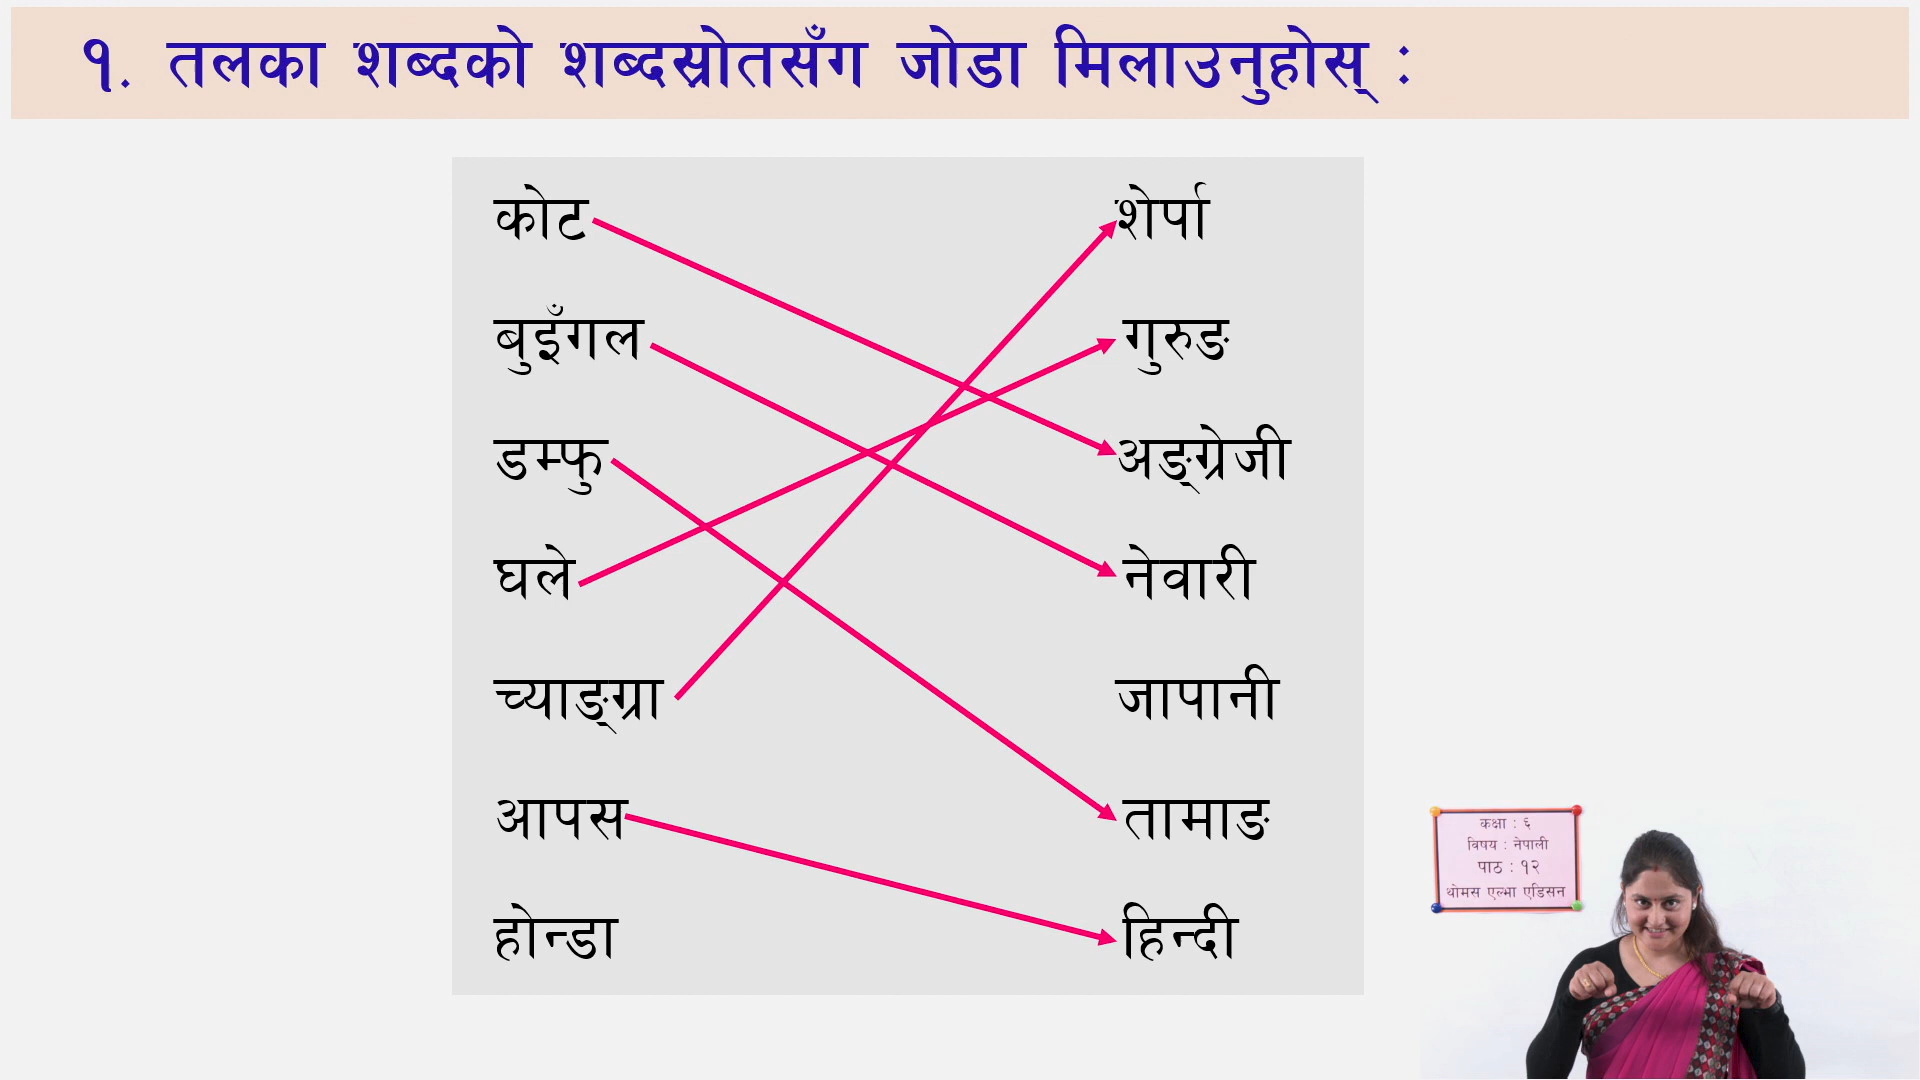 १. तलका शब्दको शब्दस्रोतसँग जोडा मिलाउनुहोस् :
कोट शेर्पा
बुइँगल गुरुङ
डम्फु अङ्ग्रेजी
घले नेवारी
च्याङ्ग्रा जापानी
आपस तामाङ
होन्डा हिन्दी
कक्षा : ६
विषय : नेपाली
पाठ : १२
थोमस एल्भा एडिसन